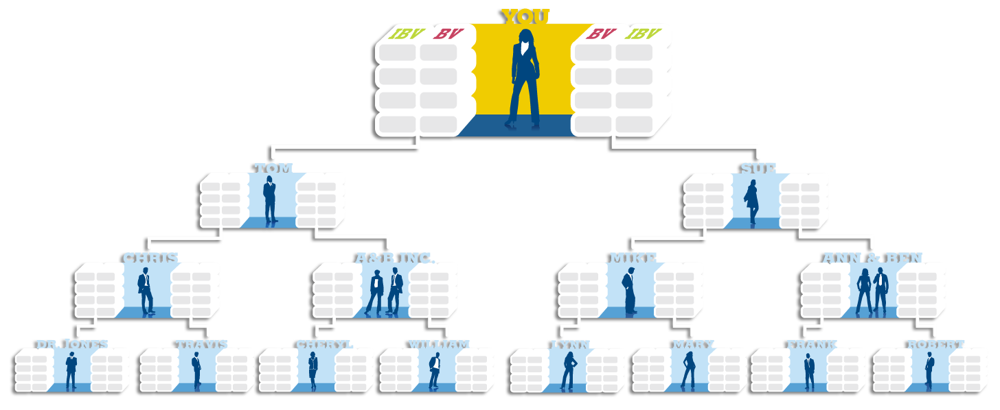 YOU
IBV BV BV IBV
TOM SUE
CHRIS A&B INC. MIKE ANN & BEN
DR. JONES TRAVIS CHERYL WILLIAM LYNN MARY FRANK ROBERT